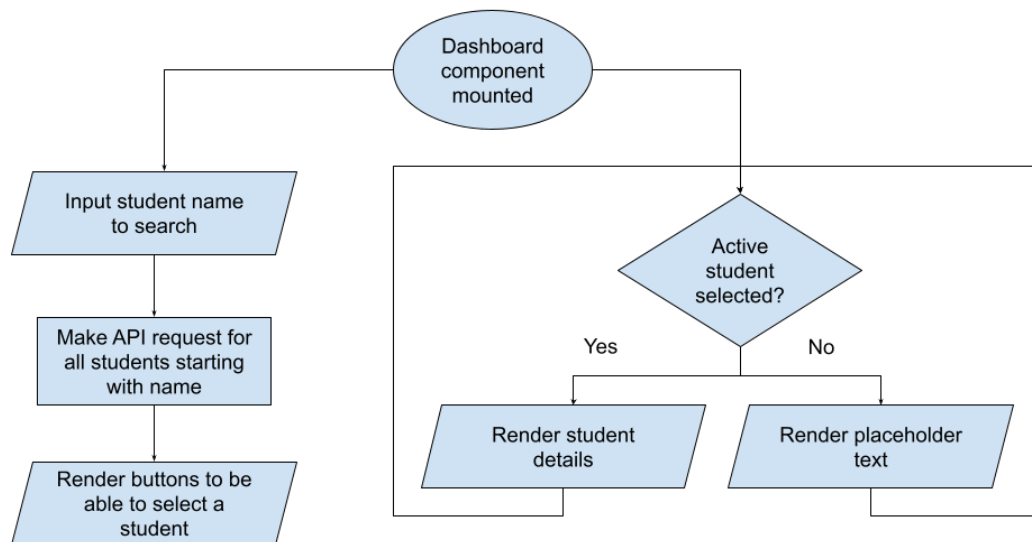 Dashboard
component
mounted
Input student name
to search
Make API request for
all students starting
with name
Render buttons to be
able to select a
student
Active
student
selected?
Yes
No
Render student
details
Render placeholder
text